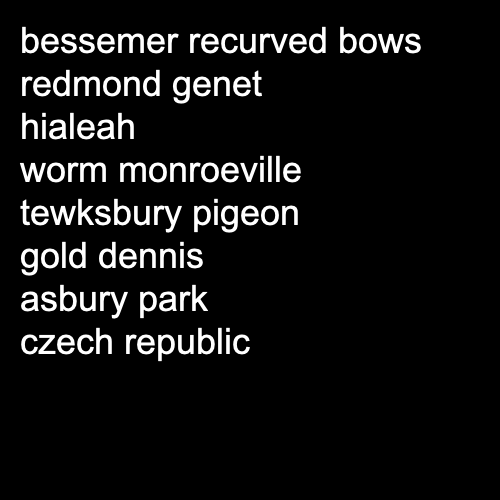 bessemer recurved bows
redmond genet
hialeah
worm monroeville
tewksbury pigeon
gold dennis
asbury park
czech republic